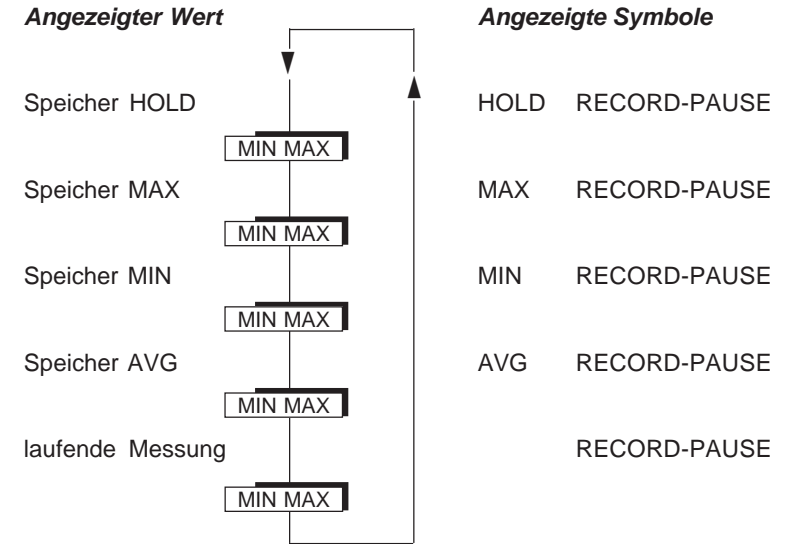 Angezeigter Wert Angezeigte Symbole
Speicher HOLD HOLD RECORD-PAUSE
MIN MAX
Speicher MAX MAX RECORD-PAUSE
MIN MAX
Speicher MIN MIN RECORD-PAUSE
MIN MAX
Speicher AVG AVG RECORD-PAUSE
MIN MAX
laufende Messung RECORD-PAUSE
MIN MAX